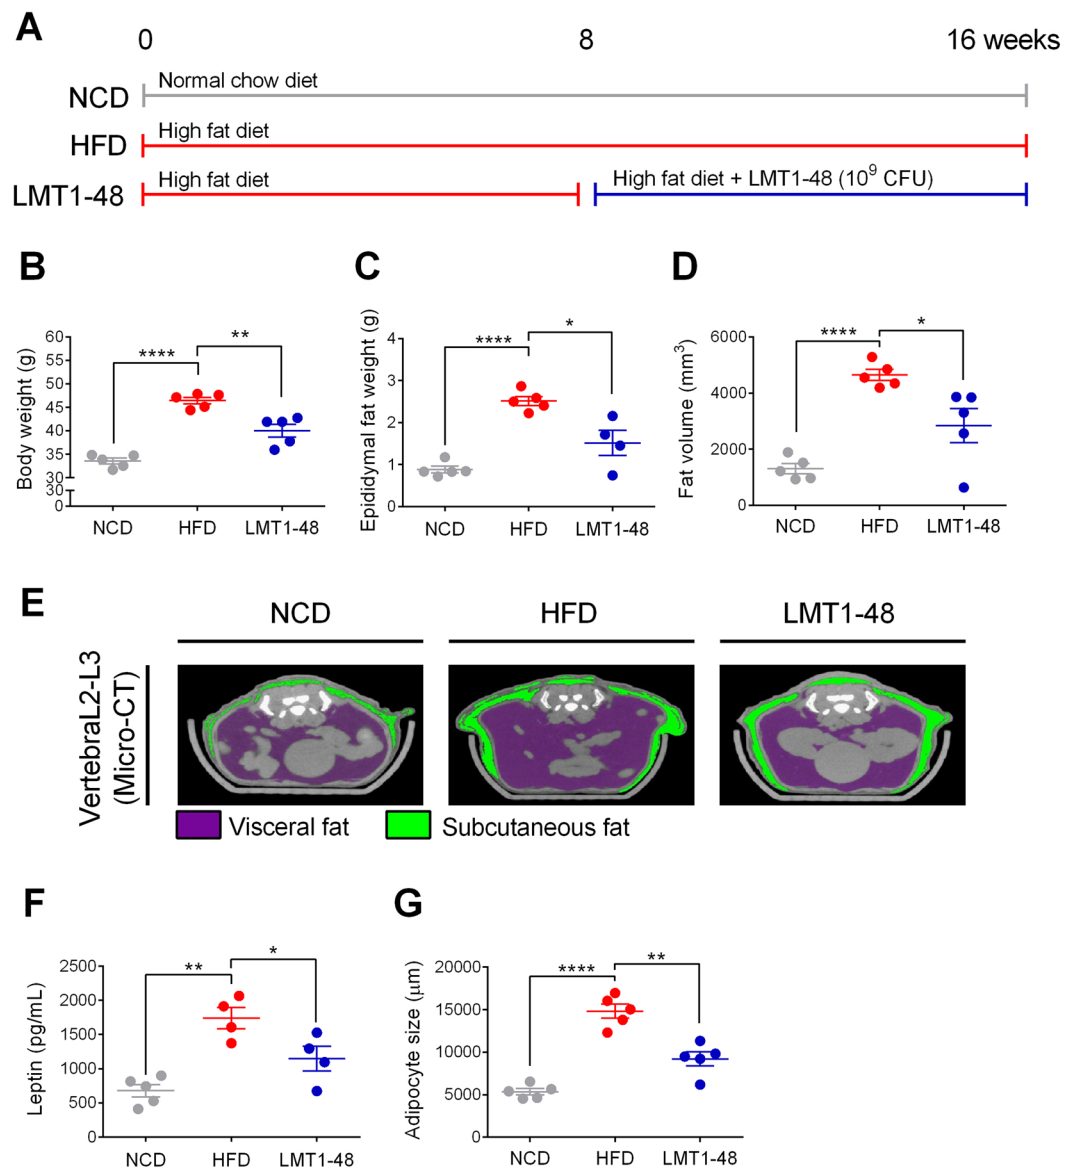 A
0 8 16 weeks
NCD Normal chow diet
HFD High fat diet
LMT1-48 High fat diet High fat diet + LMT1-48 (10⁹ CFU)
B
Body weight (g)
60
55
50
45
40
35
30
30
0
**** **
NCD HFD LMT1-48
C
Epididymal fat weight (g)
4
3
2
1
0
**** *
NCD HFD LMT1-48
D
Fat volume (mm³)
6000
4000
2000
0
**** *
NCD HFD LMT1-48
E
NCD HFD LMT1-48
VertebraL2-L3
(Micro-CT)
Visceral fat Subcutaneous fat
F
Leptin (pg/mL)
2500
2000
1500
1000
500
0
** *
NCD HFD LMT1-48
G
Adipocyte size (μm)
20000
15000
10000
5000
0
**** **
NCD HFD LMT1-48